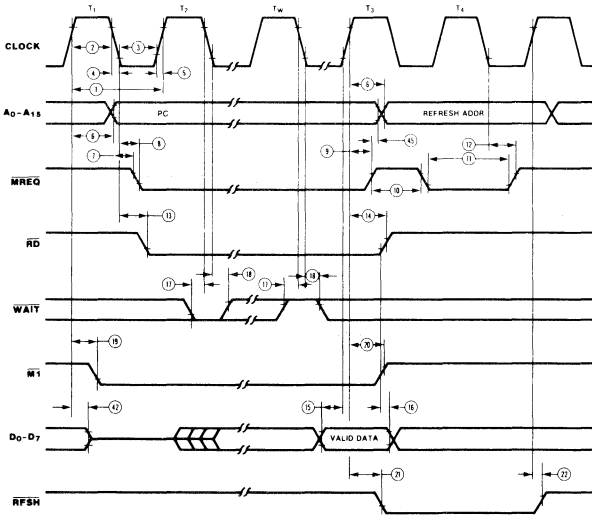 T1 T2 TW T3 T4
CLOCK
2 3
4 5
1 6
A0-A15 PC REFRESH ADDR
6 45
7 8 9 12
11
MREQ
10
13 14
RD
17 18 17 18
WAIT
19 20
M1
42 15 16
D0-D7 VALID DATA
21 22
RFSH